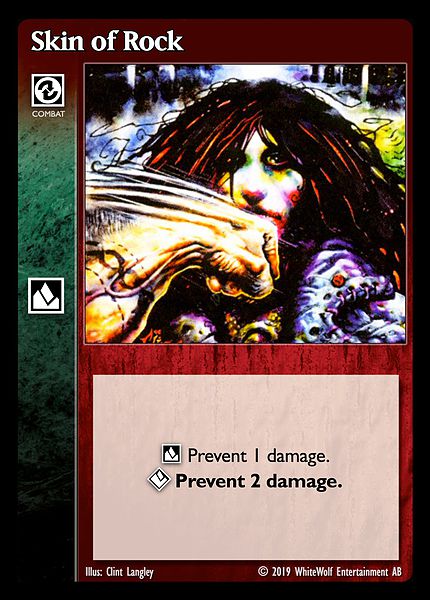 Skin of Rock
COMBAT
Prevent 1 damage.
Prevent 2 damage.
Illus: Clint Langley
© 2019 WhiteWolf Entertainment AB